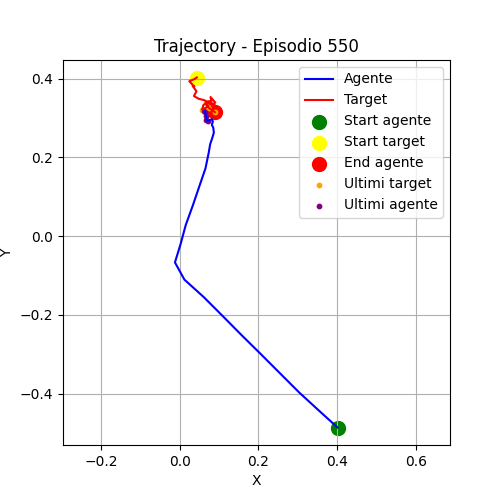 Trajectory - Episodio 550
Agente
Target
Start agente
Start target
End agente
Ultimi target
Ultimi agente
0.4
0.2
0.0
−0.2
−0.4
Y
−0.2
0.0
0.2
0.4
0.6
X